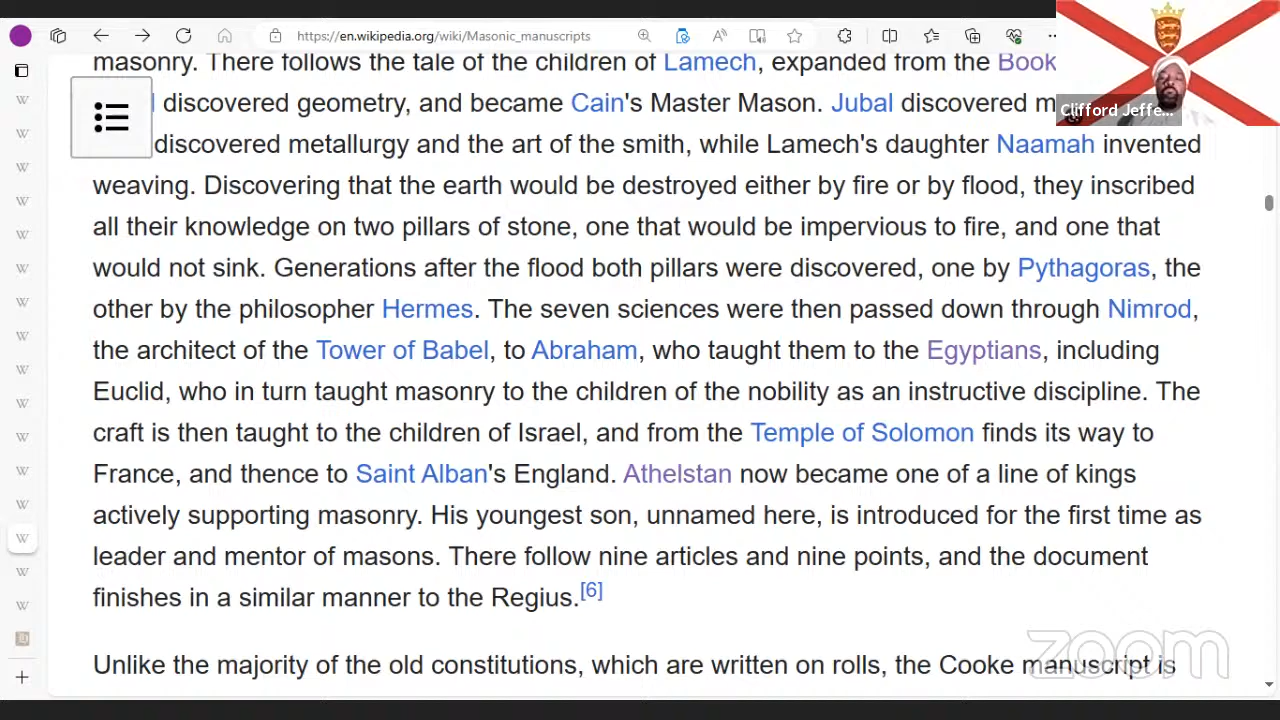 https://en.wikipedia.org/wiki/Masonic_manuscripts
masonry. There follows the tale of the children of Lamech, expanded from the Book
discovered geometry, and became Cain's Master Mason. Jubal discovered
Clifford Jeffe...
discovered metallurgy and the art of the smith, while Lamech's daughter Naamah invented
weaving. Discovering that the earth would be destroyed either by fire or by flood, they inscribed
all their knowledge on two pillars of stone, one that would be impervious to fire, and one that
would not sink. Generations after the flood both pillars were discovered, one by Pythagoras, the
other by the philosopher Hermes. The seven sciences were then passed down through Nimrod,
the architect of the Tower of Babel, to Abraham, who taught them to the Egyptians, including
Euclid, who in turn taught masonry to the children of the nobility as an instructive discipline. The
craft is then taught to the children of Israel, and from the Temple of Solomon finds its way to
France, and thence to Saint Alban's England. Athelstan now became one of a line of kings
actively supporting masonry. His youngest son, unnamed here, is introduced for the first time as
leader and mentor of masons. There follow nine articles and nine points, and the document
finishes in a similar manner to the Regius.[6]
Unlike the majority of the old constitutions, which are written on rolls, the Cooke manuscript is
zoom